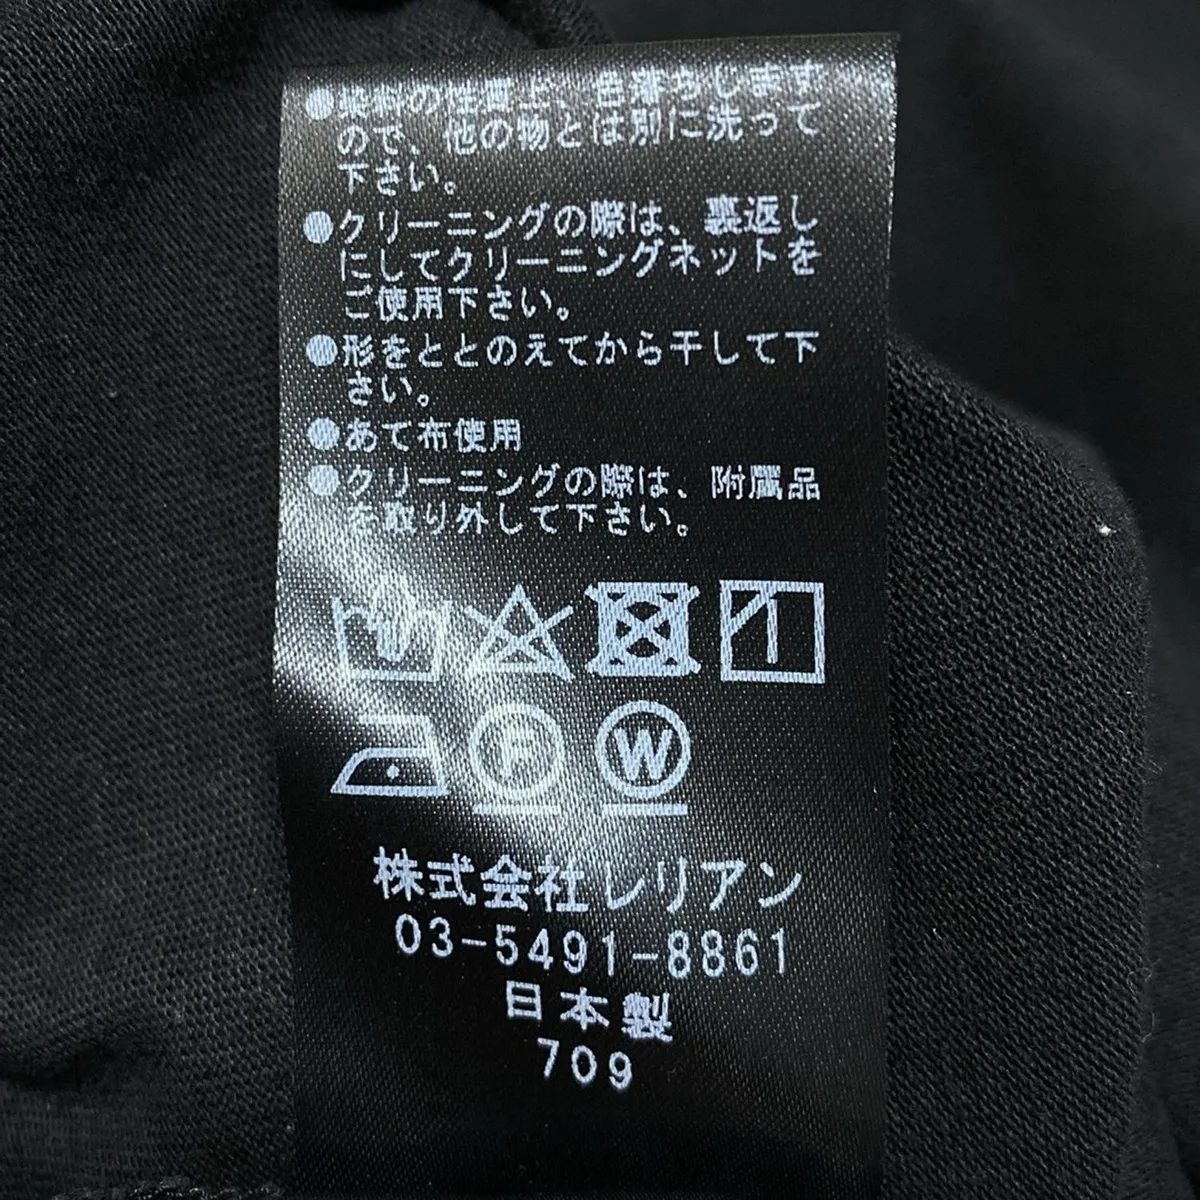 ●染料の性質上、色落ちします
ので、他の物とは別に洗って
下さい。
●クリーニングの際は、裏返し
にしてクリーニングネットを
ご使用下さい。
●形をととのえてから干して下
さい。
●あて布使用
●クリーニングの際は、附属品
を取り外して下さい。
F W
株式会社レリアン
03-5491-8861
日本製
709